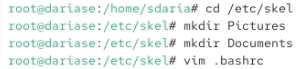 root@dariase:/home/sdaria# cd /etc/skel
root@dariase:/etc/skel# mkdir Pictures
root@dariase:/etc/skel# mkdir Documents
root@dariase:/etc/skel# vim .bashrc